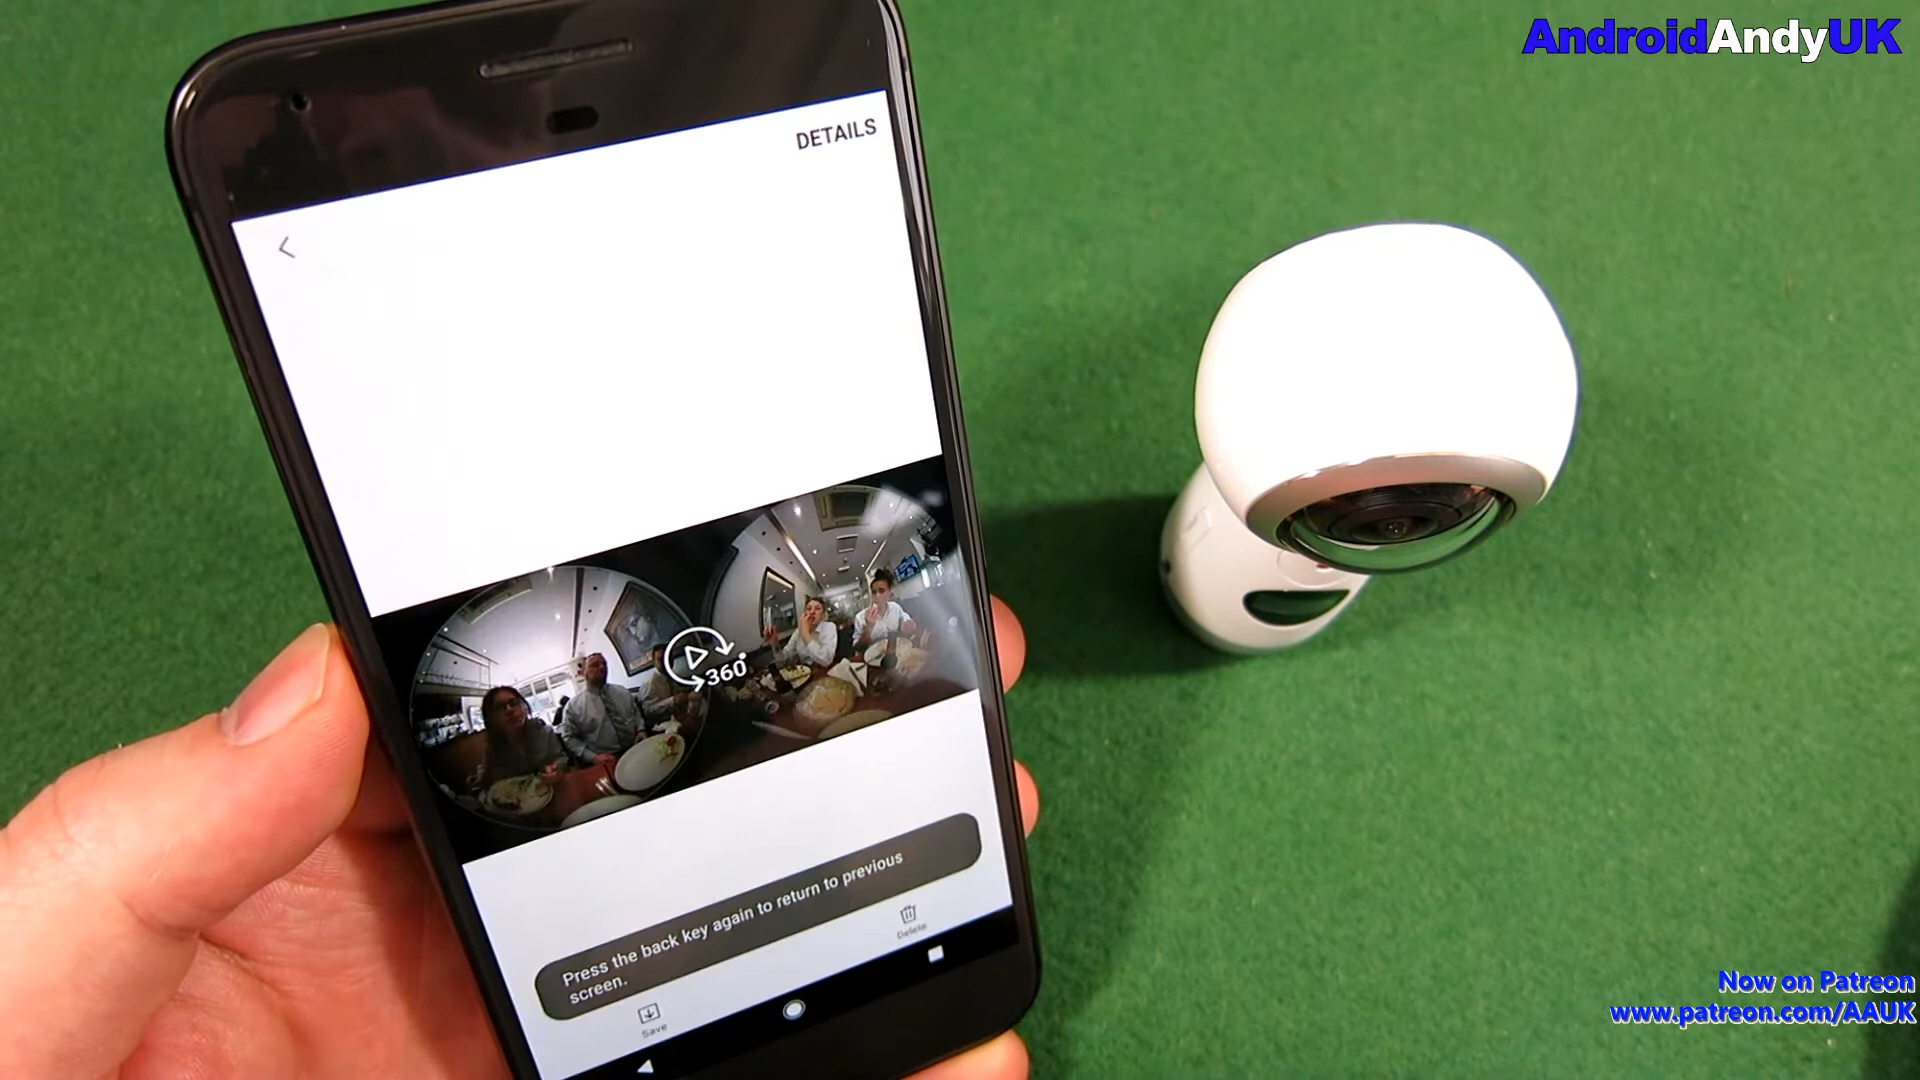 AndroidAndyUK
DETAILS
360°
Press the back key again to return to previous
screen.
Save
Delete
Now on Patreon
www.patreon.com/AAUK